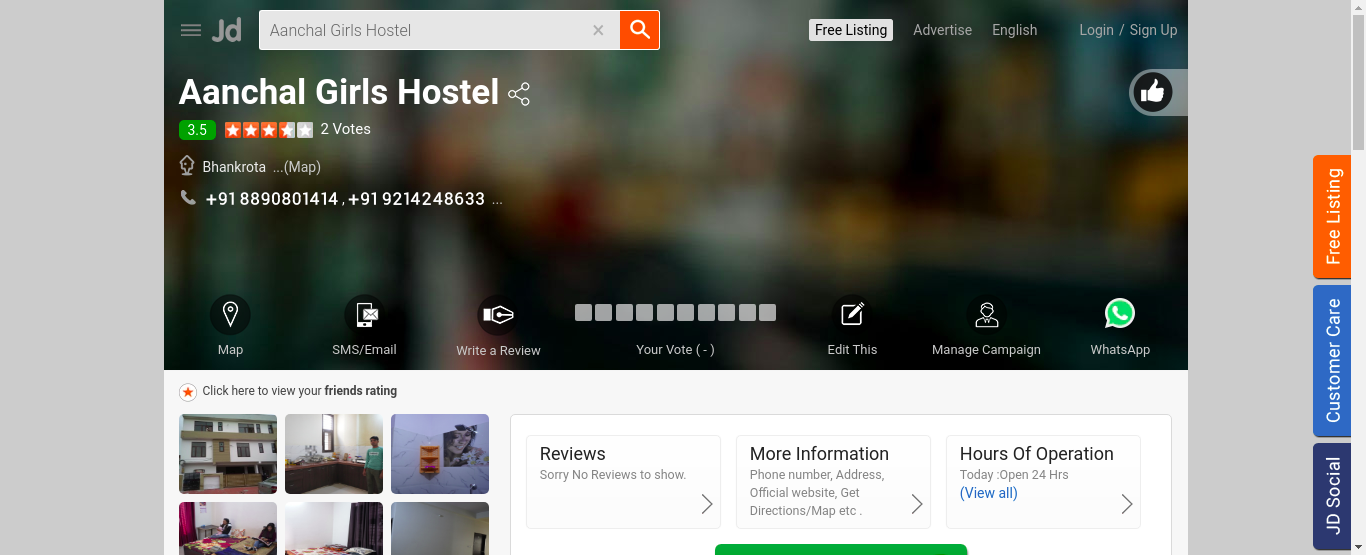 Jd Aanchal Girls Hostel × Free Listing Advertise English Login / Sign Up
Aanchal Girls Hostel
3.5 2 Votes
Bhankrota ...(Map)
+91 8890801414 , +91 9214248633 ...
Map SMS/Email Write a Review Your Vote ( - ) Edit This Manage Campaign WhatsApp
Click here to view your friends rating
Reviews
Sorry No Reviews to show.
More Information
Phone number, Address,
Official website, Get
Directions/Map etc .
Hours Of Operation
Today :Open 24 Hrs
(View all)
Free Listing
Customer Care
JD Social